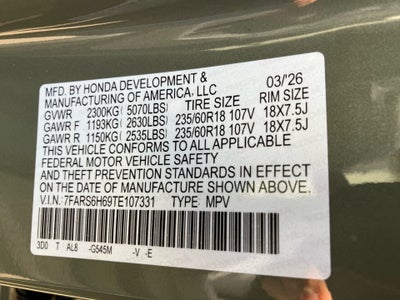 MFD. BY HONDA DEVELOPMENT &
MANUFACTURING OF AMERICA, LLC 03/'26
GVWR 2300KG ( 5070LBS) TIRE SIZE RIM SIZE
GAWR F 1193KG ( 2630LBS) 235/60R18 107V 18X7.5J
GAWR R 1150KG ( 2535LBS) 235/60R18 107V 18X7.5J
THIS VEHICLE CONFORMS TO ALL APPLICABLE
FEDERAL MOTOR VEHICLE SAFETY
AND THEFT PREVENTION STANDARDS IN EFFECT
ON THE DATE OF MANUFACTURE SHOWN ABOVE.
V.I.N.: 7FARS6H69TE107331 TYPE: MPV
3D0 T AL8 -G545M -V -E